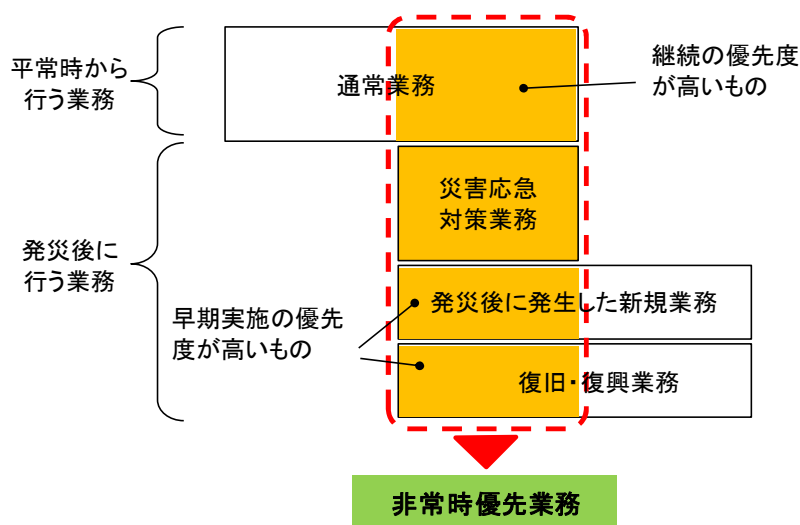 平常時から
行う業務
通常業務
継続の優先度
が高いもの
災害応急
対策業務
発災後に
行う業務
早期実施の優先
度が高いもの
発災後に発生した新規業務
復旧・復興業務
非常時優先業務